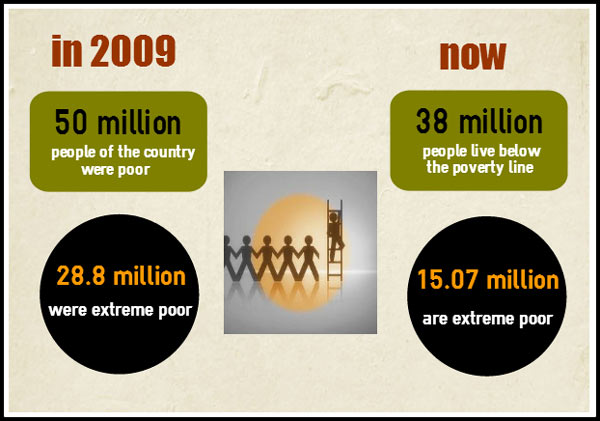 in 2009
50 million
people of the country
were poor
28.8 million
were extreme poor
now
38 million
people live below
the poverty line
15.07 million
are extreme poor